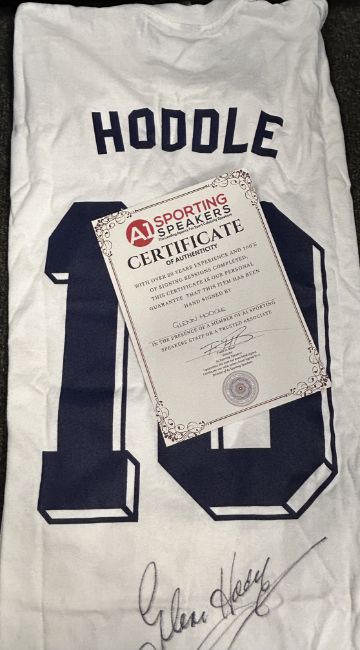 HODDLE
10
A1 SPORTING
SPEAKERS
CERTIFICATE
OF AUTHENTICITY
WITH OVER 20 YEARS EXPERIENCE AND 100'S
OF SIGNING SESSIONS COMPLETED,
THIS CERTIFICATE IS OUR PERSONAL
GUARANTEE THAT THIS ITEM HAS BEEN
HAND SIGNED BY
GLENN HODDLE
IN THE PRESENCE OF A MEMBER OF A1 SPORTING
SPEAKERS STAFF OR A TRUSTED ASSOCIATE
Glenn Hoddle